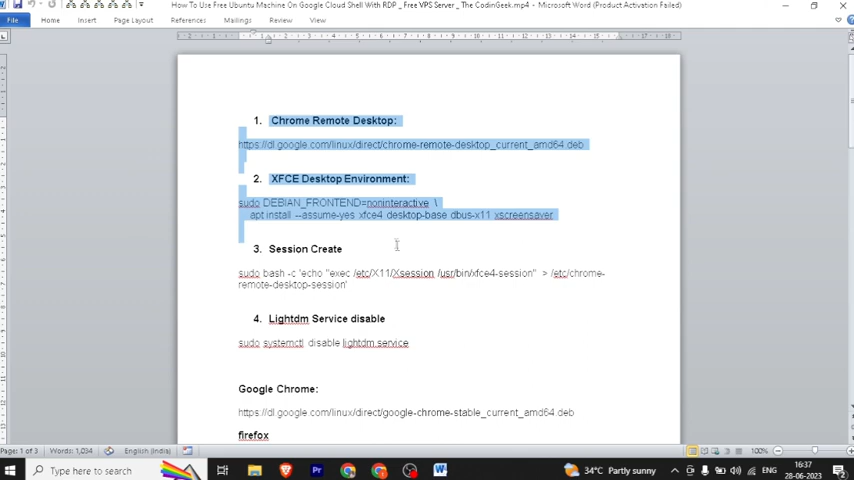 How To Use Free Ubuntu Machine On Google Cloud Shell With RDP _ Free VPS Server _ The CodinGeek.mp4 - Microsoft Word (Product Activation Failed)
File Home Insert Page Layout References Mailings Review View
1. Chrome Remote Desktop:
https://dl.google.com/linux/direct/chrome-remote-desktop_current_amd64.deb
2. XFCE Desktop Environment:
sudo DEBIAN_FRONTEND=noninteractive \
apt install --assume-yes xfce4 desktop-base dbus-x11 xscreensaver
3. Session Create
sudo bash -c 'echo "exec /etc/X11/Xsession /usr/bin/xfce4-session" > /etc/chrome-
remote-desktop-session'
4. Lightdm Service disable
sudo systemctl disable lightdm.service
Google Chrome:
https://dl.google.com/linux/direct/google-chrome-stable_current_amd64.deb
firefox
Page: 1 of 3 Words: 1,034 English (India) 100%
Type here to search 34°C Partly sunny ENG 16:37
28-06-2023